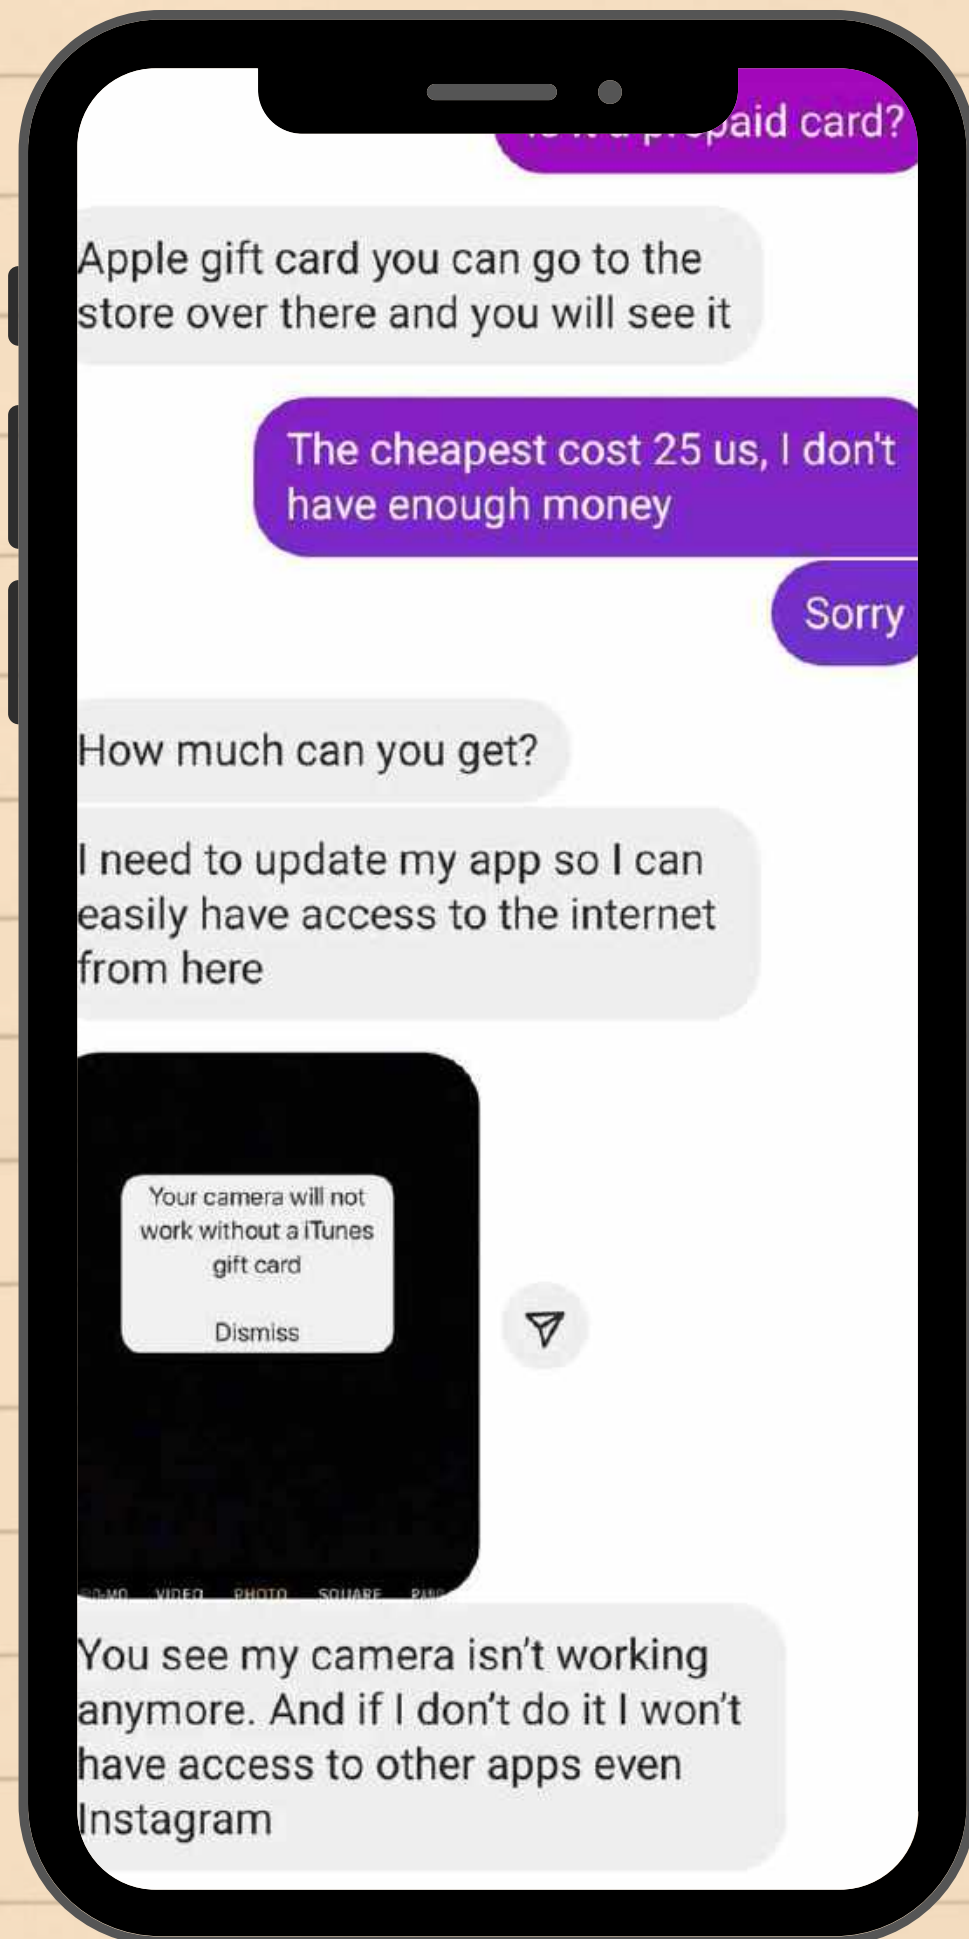 paid card?
Apple gift card you can go to the
store over there and you will see it
The cheapest cost 25 us, I don't
have enough money
Sorry
How much can you get?
I need to update my app so I can
easily have access to the internet
from here
Your camera will not
work without a iTunes
gift card
Dismiss
VIDEO PHOTO SQUARE
You see my camera isn't working
anymore. And if I don't do it I won't
have access to other apps even
Instagram